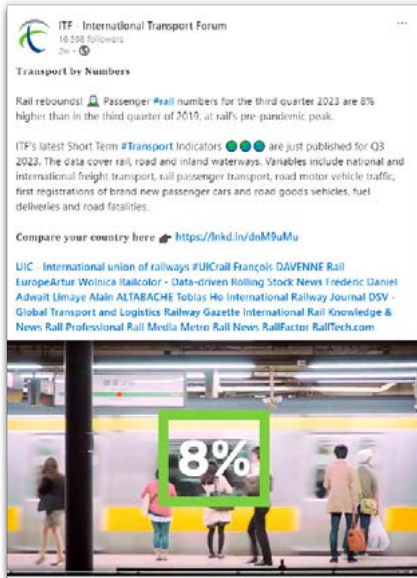 ITF - International Transport Forum
16 598 followers
2w •
Transport by Numbers
Rail rebounds! Passenger #rail numbers for the third quarter 2023 are 8%
higher than in the third quarter of 2019, at rail's pre-pandemic peak.
ITF's latest Short Term #Transport Indicators are just published for Q3
2023. The data cover rail, road and inland waterways. Variables include national and
international freight transport, rail passenger transport, road motor vehicle traffic,
first registrations of brand new passenger cars and road goods vehicles, fuel
deliveries and road fatalities.
Compare your country here https://lnkd.in/dnM9uMu
UIC - International union of railways #UICrail François DAVENNE Rail
EuropeArtur Wolnica Railcolor - Data-driven Rolling Stock News Fréderic Daniel
Adwait Limaye Alain ALTABACHE Tobias Ho International Railway Journal DSV -
Global Transport and Logistics Railway Gazette International Rail Knowledge &
News Rail Professional Rail Media Metro Rail News RailFactor RailTech.com
8%